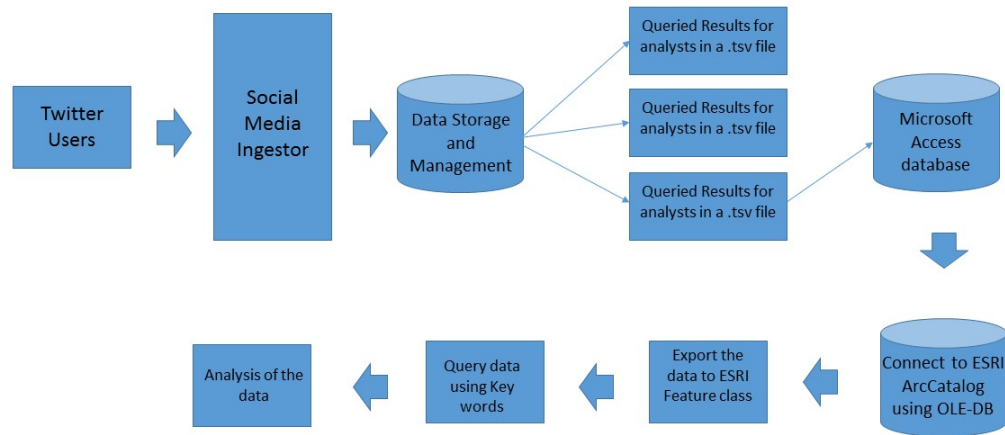 Twitter
Users
Social
Media
Ingestor
Data Storage
and
Management
Queried Results for
analysts in a .tsv file
Queried Results for
analysts in a .tsv file
Queried Results for
analysts in a .tsv file
Microsoft
Access
database
Connect to ESRI
ArcCatalog
using OLE-DB
Export the
data to ESRI
Feature class
Query data
using Key
words
Analysis of the
data